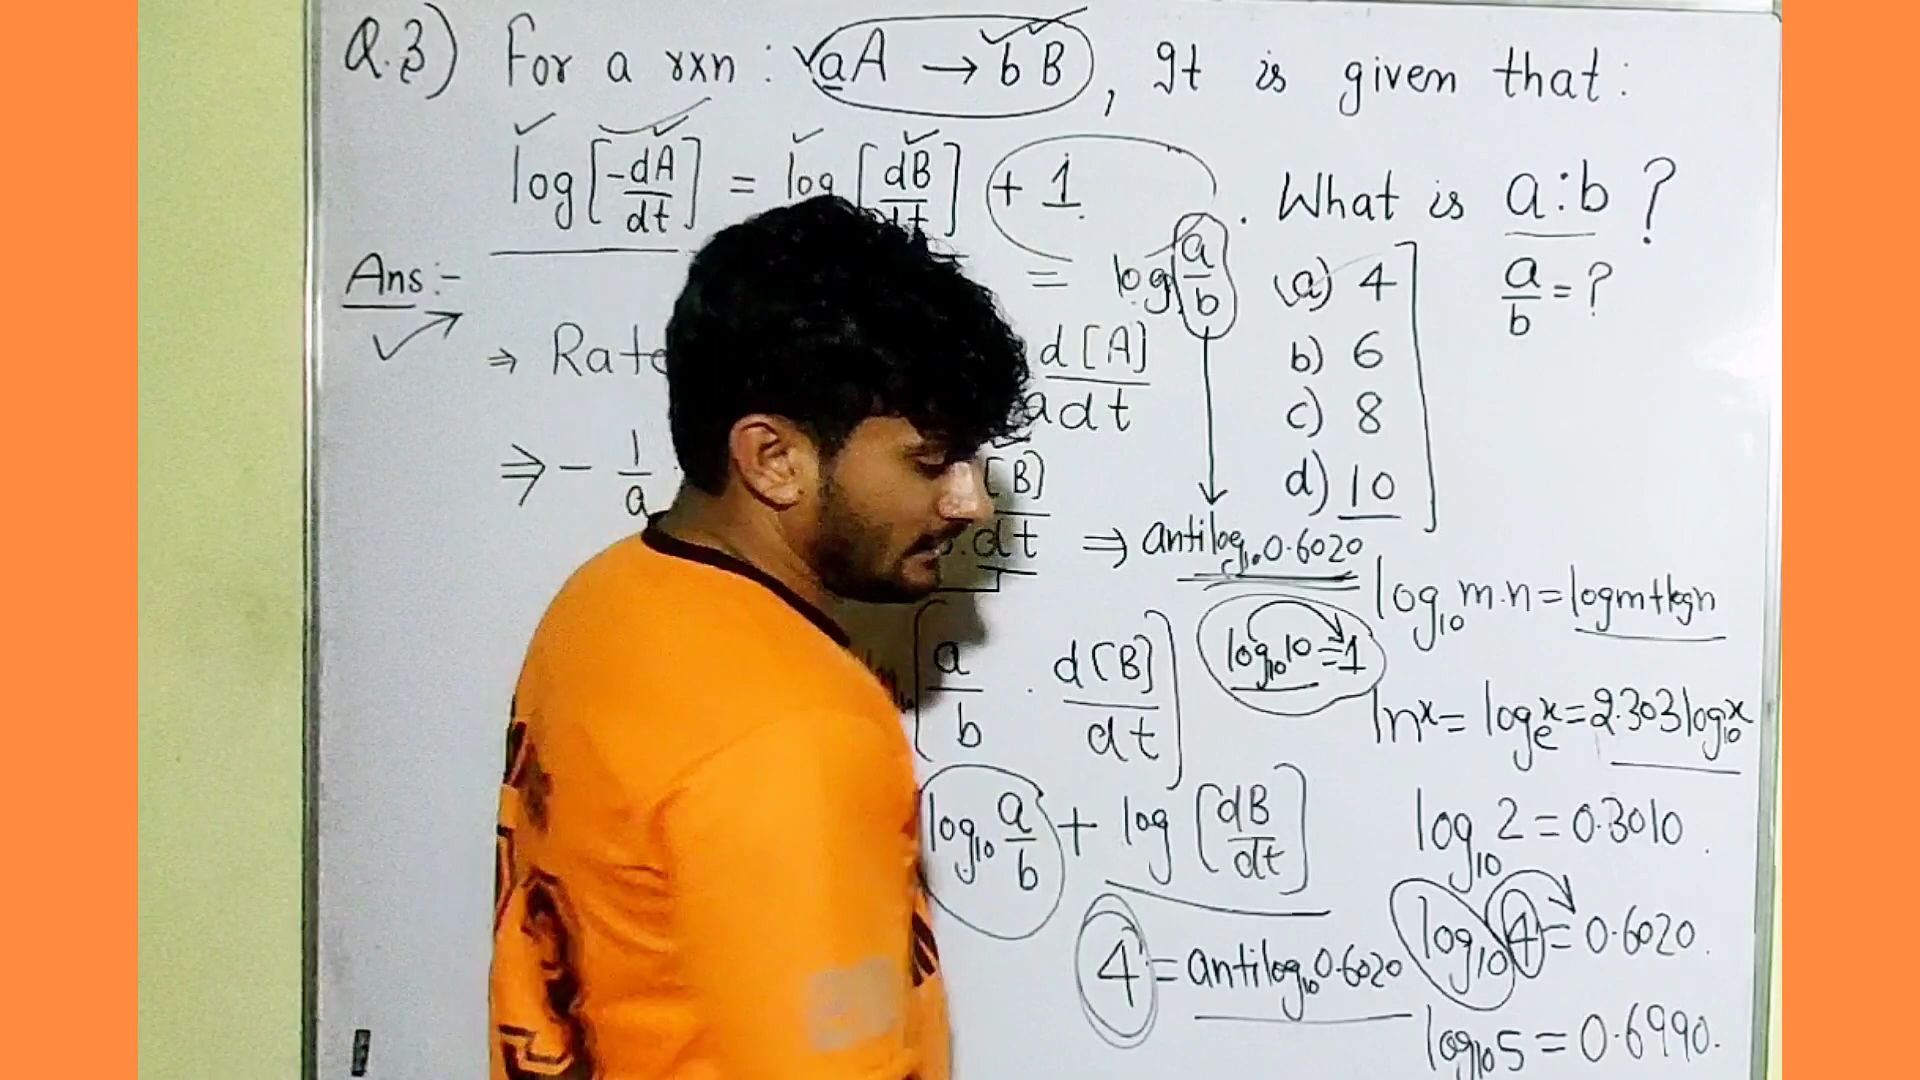 Q.3) For a rxn : aA → bB , It is given that :
log[-dA/dt] = log[dB/dt] + 1 . What is a:b ?
Ans :-
= log a/b
a) 4
a/b = ?
⇒ Rate
d[A]
adt
b) 6
c) 8
⇒ - 1/a
[B]
.dt
d) 10
⇒ antilog10 0.6020
log10 m.n = logm+logn
[a/b . d[B]/dt]
log10 10 = 1
ln x = log e x = 2.303 log10 x
log10 a/b + log [dB/dt]
log10 2 = 0.3010
4 = antilog10 0.6020
log10 4 = 0.6020.
log10 5 = 0.6990.